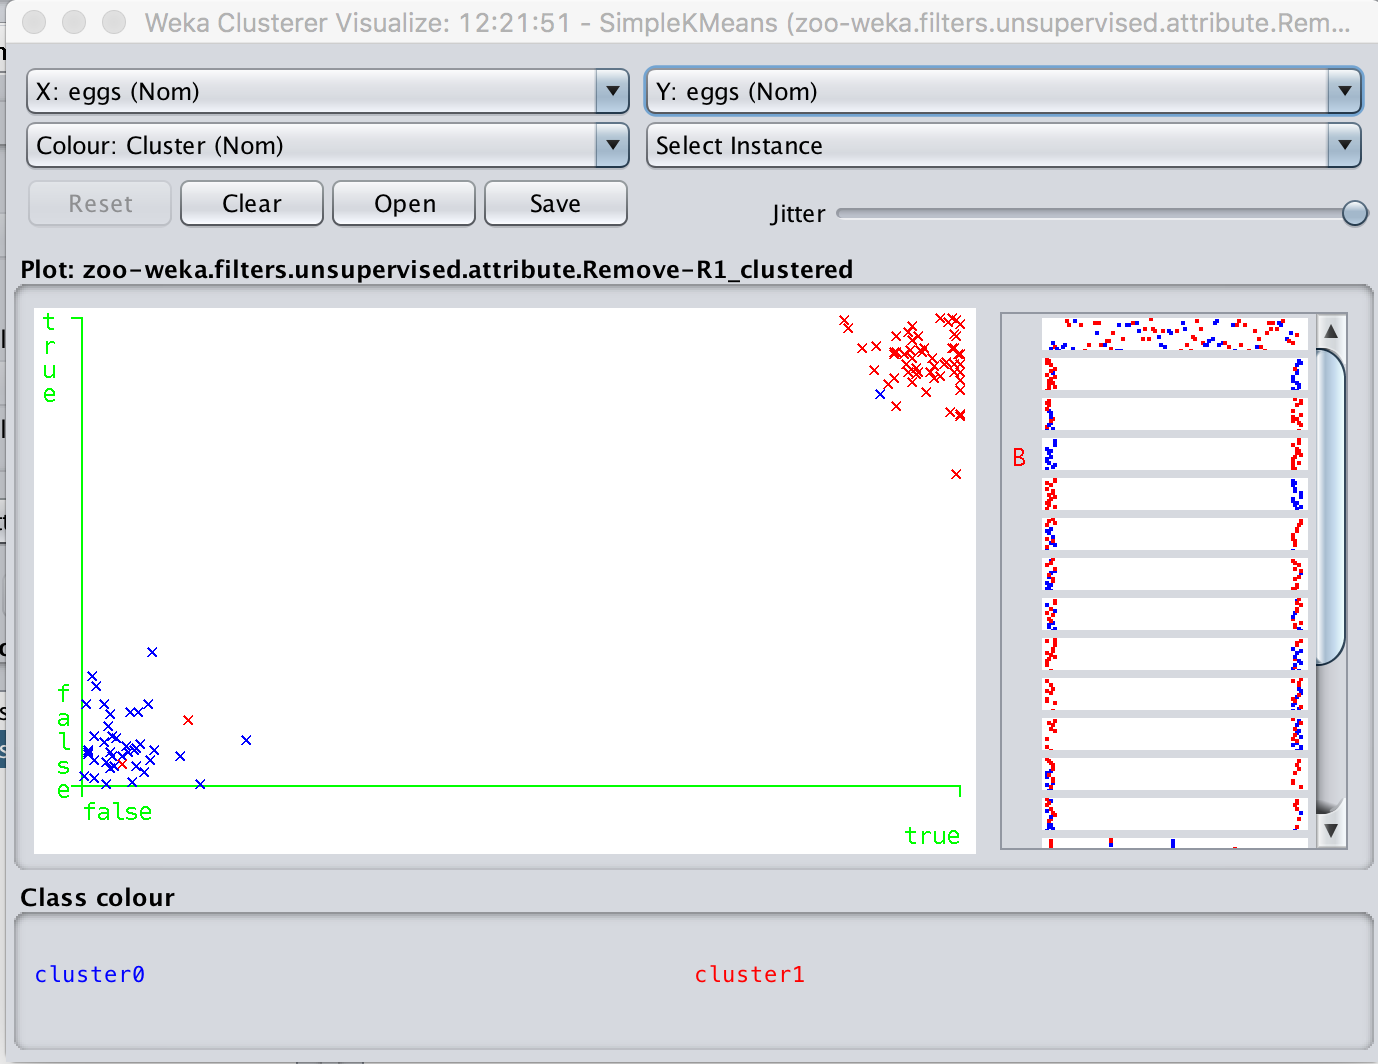 Weka Clusterer Visualize: 12:21:51 - SimpleKMeans (zoo-weka.filters.unsupervised.attribute.Rem...
X: eggs (Nom)
Y: eggs (Nom)
Colour: Cluster (Nom)
Select Instance
Reset
Clear
Open
Save
Jitter
Plot: zoo-weka.filters.unsupervised.attribute.Remove-R1_clustered
true
false
false
true
B
Class colour
cluster0
cluster1